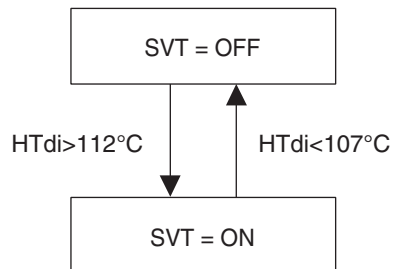 SVT = OFF
HTdi>112°C
HTdi<107°C
SVT = ON